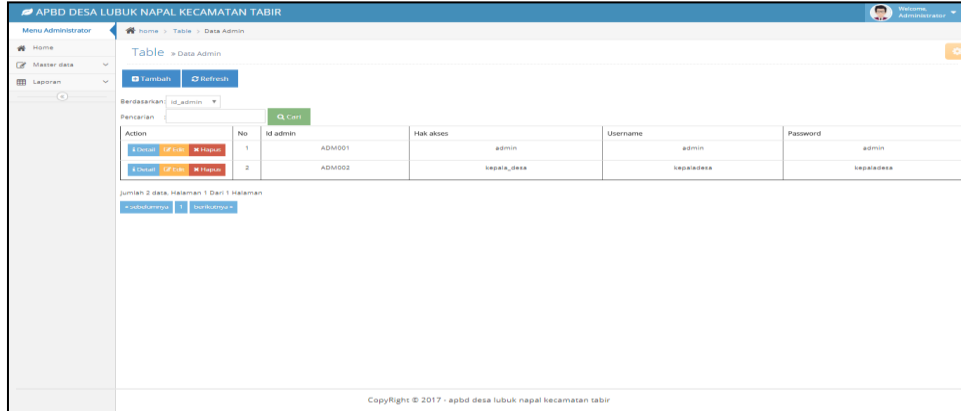 APBD DESA LUBUK NAPAL KECAMATAN TABIR
Welcome,
Administrator
Menu Administrator
home > Table > Data Admin
Home
Master data
Laporan
Table » Data Admin
Tambah Refresh
Berdasarkan: id_admin
Pencarian : Cari
Action No Id admin Hak akses Username Password
Detail Edit Hapus 1 ADM001 admin admin admin
Detail Edit Hapus 2 ADM002 kepala_desa kepaladesa kepaladesa
Jumlah 2 data, Halaman 1 Dari 1 Halaman
« sebelumnya 1 berikutnya »
CopyRight © 2017 - apbd desa lubuk napal kecamatan tabir